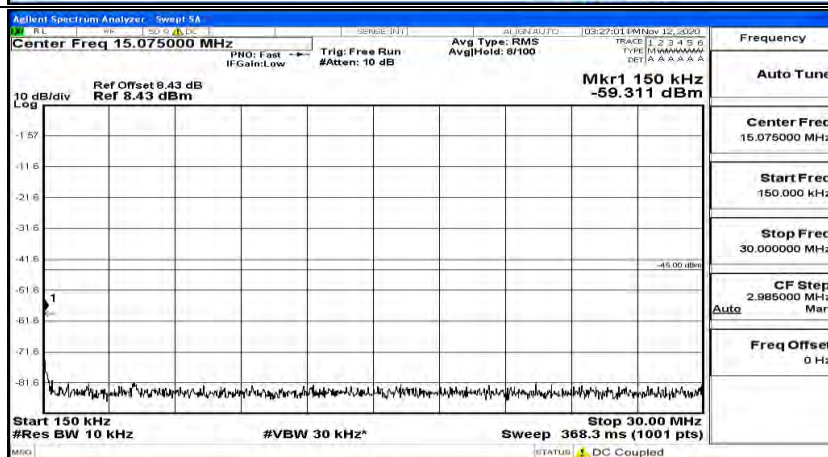 Agilent Spectrum Analyzer - Swept SA
RL RF 50 Ω DC SENSE:INT ALIGN AUTO 03:27:01 PM Nov 12, 2020
Center Freq 15.075000 MHz
PNO: Fast
IFGain:Low
Trig: Free Run
#Atten: 10 dB
Avg Type: RMS
Avg|Hold: 8/100
TRACE 1 2 3 4 5 6
TYPE MWWWWW
DET A A A A A A
Ref Offset 8.43 dB
10 dB/div Ref 8.43 dBm
Log
Mkr1 150 kHz
-59.311 dBm
-1.57
-11.6
-21.6
-31.6
-41.6
-45.00 dBm
-51.6
1
-61.6
-71.6
-81.6
Start 150 kHz Stop 30.00 MHz
#Res BW 10 kHz #VBW 30 kHz* Sweep 368.3 ms (1001 pts)
MSG STATUS DC Coupled
Frequency
Auto Tune
Center Freq
15.075000 MHz
Start Freq
150.000 kHz
Stop Freq
30.000000 MHz
CF Step
2.985000 MHz
Auto Man
Freq Offset
0 Hz